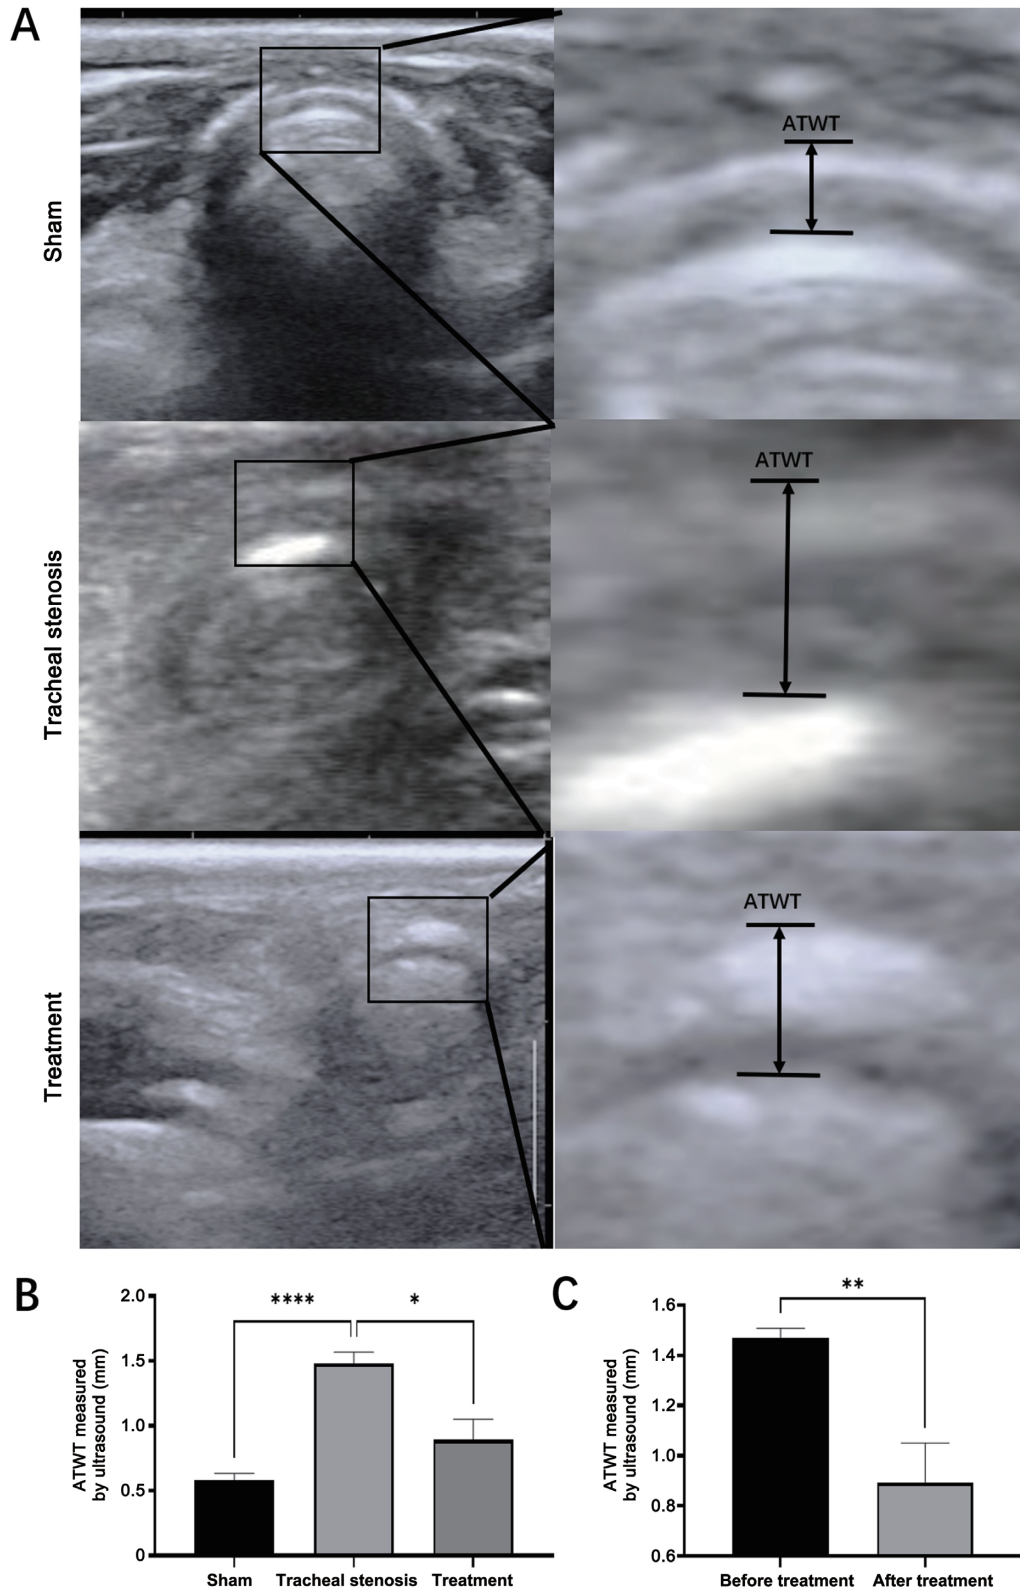 A
Sham
ATWT
Tracheal stenosis
ATWT
Treatment
ATWT
B
ATWT measured
by ultrasound (mm)
2.0
1.5
1.0
0.5
0
****
*
Sham
Tracheal stenosis
Treatment
C
ATWT measured
by ultrasound (mm)
1.6
1.4
1.2
1.0
0.8
0.6
**
Before treatment
After treatment